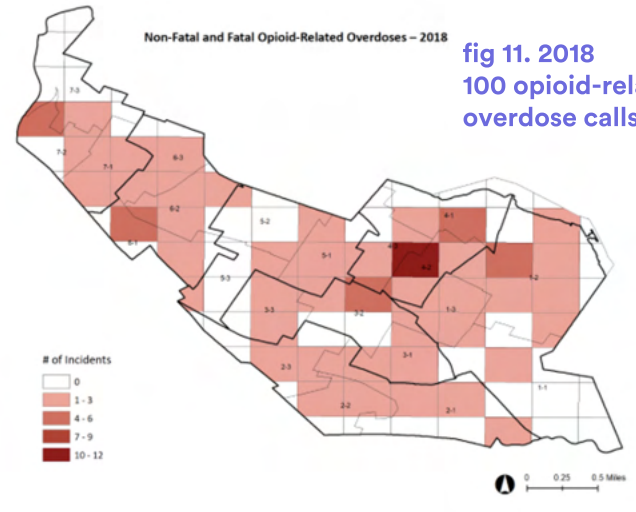 Non-Fatal and Fatal Opioid-Related Overdoses – 2018
fig 11. 2018
100 opioid-rela
overdose calls
7-3
7-2
7-1
6-3
6-2
6-1
5-2
5-1
5-3
4-1
4-3
4-2
1-2
3-3
3-2
1-3
3-1
2-3
2-2
2-1
1-1
# of Incidents
0
1 - 3
4 - 6
7 - 9
10 - 12
0 0.25 0.5 Miles